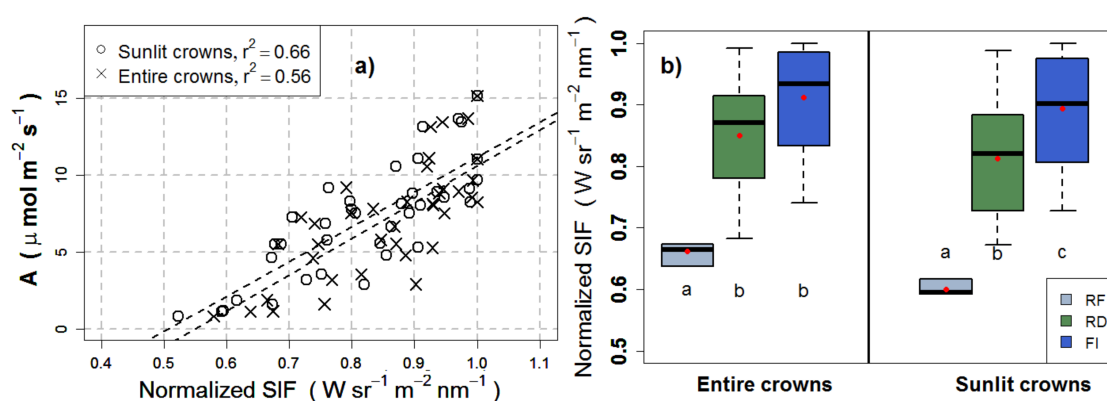 Sunlit crowns, r² = 0.66
Entire crowns, r² = 0.56
a)
A ( μ mol m⁻² s⁻¹)
15
10
5
0
0.4 0.5 0.6 0.7 0.8 0.9 1.0 1.1
Normalized SIF ( W sr⁻¹ m⁻² nm⁻¹)
b)
Normalized SIF ( W sr⁻¹ m⁻² nm⁻¹)
1.0
0.9
0.8
0.7
0.6
0.5
a b b
a b c
RF
RD
FI
Entire crowns Sunlit crowns